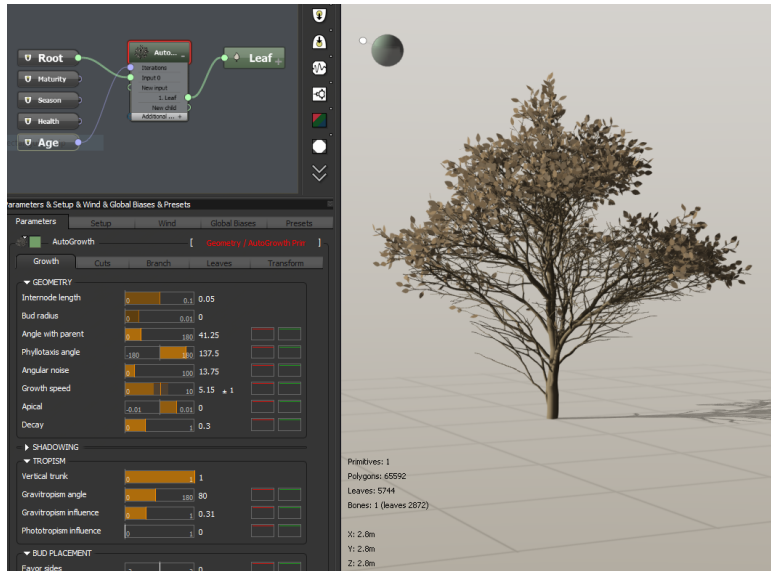 Root
Maturity
Season
Health
Age
Auto...
Iterations
Input 0
New input
1. Leaf
New child
Additional ... +
Leaf
Parameters & Setup & Wind & Global Biases & Presets
Parameters Setup Wind Global Biases Presets
AutoGrowth [ Geometry / AutoGrowth Pri ]
Growth Cuts Branch Leaves Transform
GEOMETRY
Internode length 0 0.1 0.05
Bud radius 0 0.01 0
Angle with parent 0 180 41.25
Phyllotaxis angle -180 180 137.5
Angular noise 0 100 13.75
Growth speed 0 10 5.15 ± 1
Apical -0.01 0.01 0
Decay 0 1 0.3
SHADOWING
TROPISM
Vertical trunk 0 1 1
Gravitropism angle 0 180 80
Gravitropism influence 0 1 0.31
Phototropism influence 0 1 0
BUD PLACEMENT
Favor sides 0
Primitives: 1
Polygons: 65592
Leaves: 5744
Bones: 1 (leaves 2872)
X: 2.8m
Y: 2.8m
Z: 2.8m